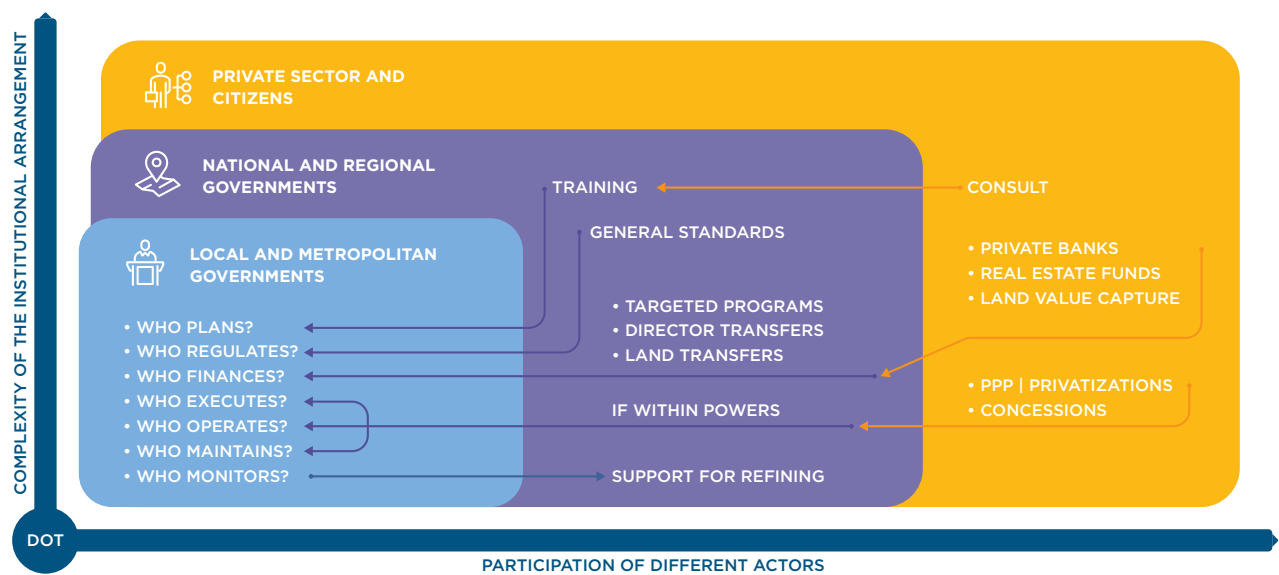 COMPLEXITY OF THE INSTITUTIONAL ARRANGEMENT
PRIVATE SECTOR AND
CITIZENS
NATIONAL AND REGIONAL
GOVERNMENTS
TRAINING
CONSULT
GENERAL STANDARDS
LOCAL AND METROPOLITAN
GOVERNMENTS
• PRIVATE BANKS
• REAL ESTATE FUNDS
• LAND VALUE CAPTURE
• TARGETED PROGRAMS
• DIRECTOR TRANSFERS
• LAND TRANSFERS
• WHO PLANS?
• WHO REGULATES?
• WHO FINANCES?
• WHO EXECUTES?
• WHO OPERATES?
• WHO MAINTAINS?
• WHO MONITORS?
IF WITHIN POWERS
• PPP | PRIVATIZATIONS
• CONCESSIONS
SUPPORT FOR REFINING
DOT
PARTICIPATION OF DIFFERENT ACTORS